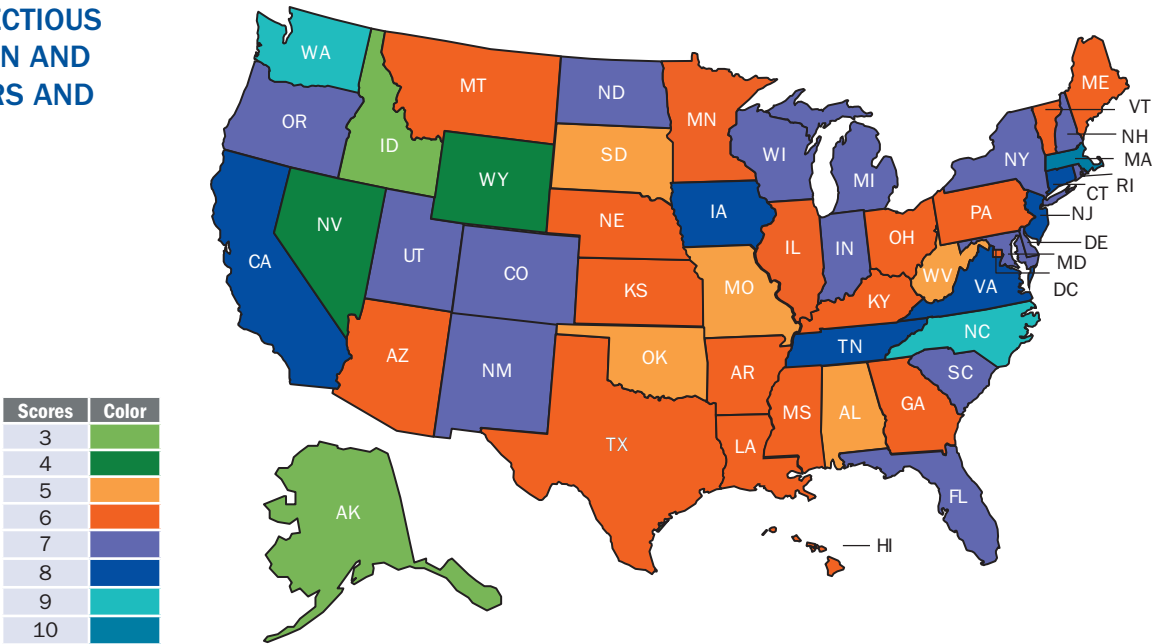 ECTIOUS
N AND
RS AND
WA
OR
ID
MT
ND
MN
SD
WY
NV
UT
CA
CO
NE
IA
KS
WI
MI
IL
IN
OH
PA
NY
ME
VT
NH
MA
RI
CT
NJ
DE
MD
DC
WV
VA
KY
MO
NC
TN
SC
AZ
NM
OK
AR
TX
LA
MS
AL
GA
FL
AK
HI
Scores Color
3
4
5
6
7
8
9
10